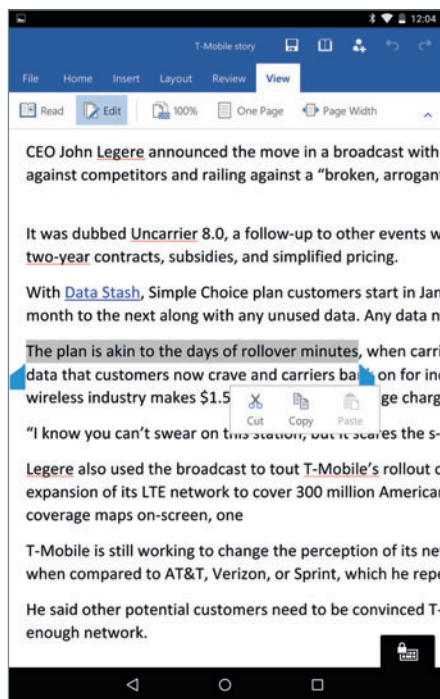 12:04
T-Mobile story
File Home Insert Layout Review View
Read Edit 100% One Page Page Width
CEO John Legere announced the move in a broadcast with
against competitors and railing against a “broken, arrogan
It was dubbed Uncarrier 8.0, a follow-up to other events w
two-year contracts, subsidies, and simplified pricing.
With Data Stash, Simple Choice plan customers start in Jan
month to the next along with any unused data. Any data n
The plan is akin to the days of rollover minutes, when carri
data that customers now crave and carriers bank on for in
wireless industry makes $1.5 ge charg
Cut Copy Paste
“I know you can’t swear on this station, but it scares the s-
Legere also used the broadcast to tout T-Mobile’s rollout o
expansion of its LTE network to cover 300 million American
coverage maps on-screen, one
T-Mobile is still working to change the perception of its ne
when compared to AT&T, Verizon, or Sprint, which he repe
He said other potential customers need to be convinced T-
enough network.